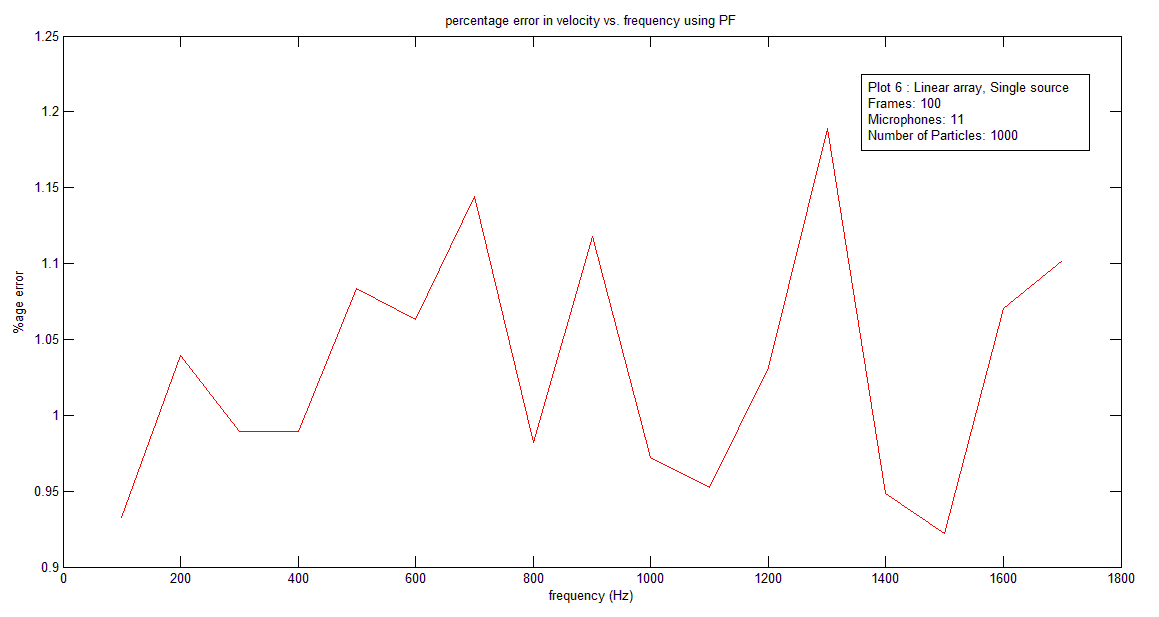 percentage error in velocity vs. frequency using PF
1.25
1.2
1.15
1.1
1.05
1
0.95
0.9
%age error
Plot 6 : Linear array, Single source
Frames: 100
Microphones: 11
Number of Particles: 1000
0 200 400 600 800 1000 1200 1400 1600 1800
frequency (Hz)